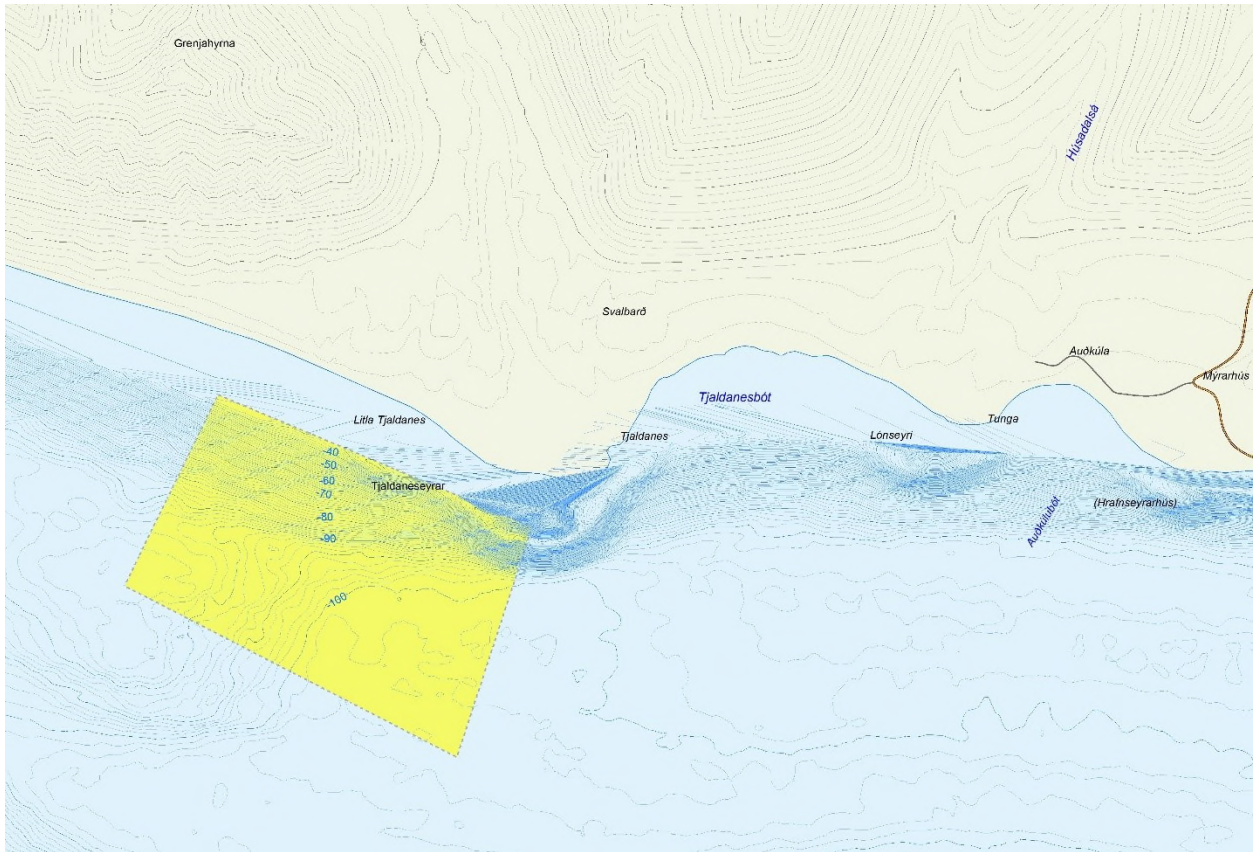 Grenjahyrna
Húsadalsá
Svalbarð
Auðkúla
Mýrarhús
Tjaldanesbót
Litla Tjaldanes
Tunga
Tjaldanes
Lónseyri
-40
-50
-60
Tjaldaneseyrar
-70
(Hrafnseyrarhús)
-80
Auðkúlubót
-90
-100